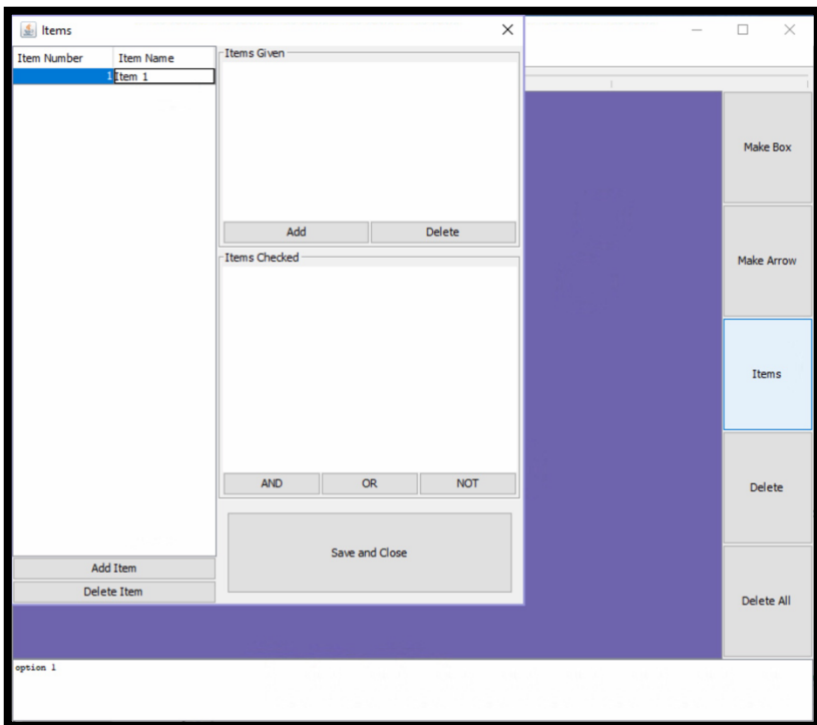 Items
Item Number Item Name
1 Item 1
Add Item
Delete Item
Items Given
Add Delete
Items Checked
AND OR NOT
Save and Close
Make Box
Make Arrow
Items
Delete
Delete All
option 1